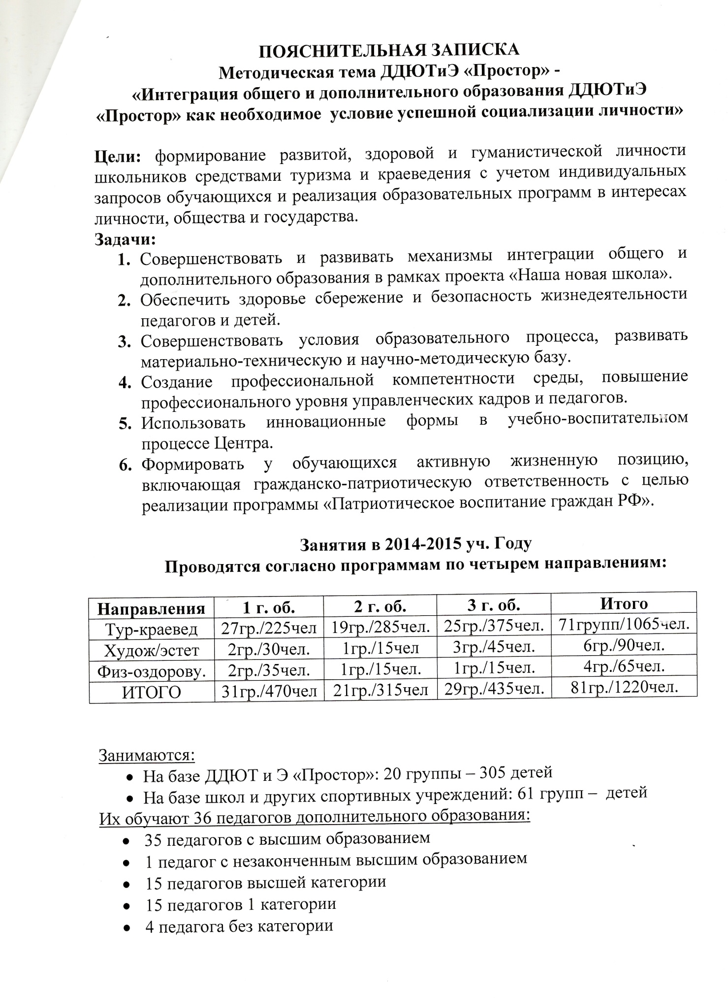 ПОЯСНИТЕЛЬНАЯ ЗАПИСКА
Методическая тема ДДЮТиЭ «Простор» -
«Интеграция общего и дополнительного образования ДДЮТиЭ
«Простор» как необходимое условие успешной социализации личности»
Цели: формирование развитой, здоровой и гуманистической личности
школьников средствами туризма и краеведения с учетом индивидуальных
запросов обучающихся и реализация образовательных программ в интересах
личности, общества и государства.
Задачи:
1. Совершенствовать и развивать механизмы интеграции общего и
дополнительного образования в рамках проекта «Наша новая школа».
2. Обеспечить здоровье сбережение и безопасность жизнедеятельности
педагогов и детей.
3. Совершенствовать условия образовательного процесса, развивать
материально-техническую и научно-методическую базу.
4. Создание профессиональной компетентности среды, повышение
профессионального уровня управленческих кадров и педагогов.
5. Использовать инновационные формы в учебно-воспитательном
процессе Центра.
6. Формировать у обучающихся активную жизненную позицию,
включающая гражданско-патриотическую ответственность с целью
реализации программы «Патриотическое воспитание граждан РФ».
Занятия в 2014-2015 уч. Году
Проводятся согласно программам по четырем направлениям:
Направления 1 г. об. 2 г. об. 3 г. об. Итого
Тур-краевед 27гр./225чел 19гр./285чел. 25гр./375чел. 71групп/1065чел.
Худож/эстет 2гр./30чел. 1гр./15чел 3гр./45чел. 6гр./90чел.
Физ-оздорову. 2гр./35чел. 1гр./15чел. 1гр./15чел. 4гр./65чел.
ИТОГО 31гр./470чел 21гр./315чел 29гр./435чел. 81гр./1220чел.
Занимаются:
• На базе ДДЮТ и Э «Простор»: 20 группы – 305 детей
• На базе школ и других спортивных учреждений: 61 групп – детей
Их обучают 36 педагогов дополнительного образования:
• 35 педагогов с высшим образованием
• 1 педагог с незаконченным высшим образованием
• 15 педагогов высшей категории
• 15 педагогов 1 категории
• 4 педагога без категории